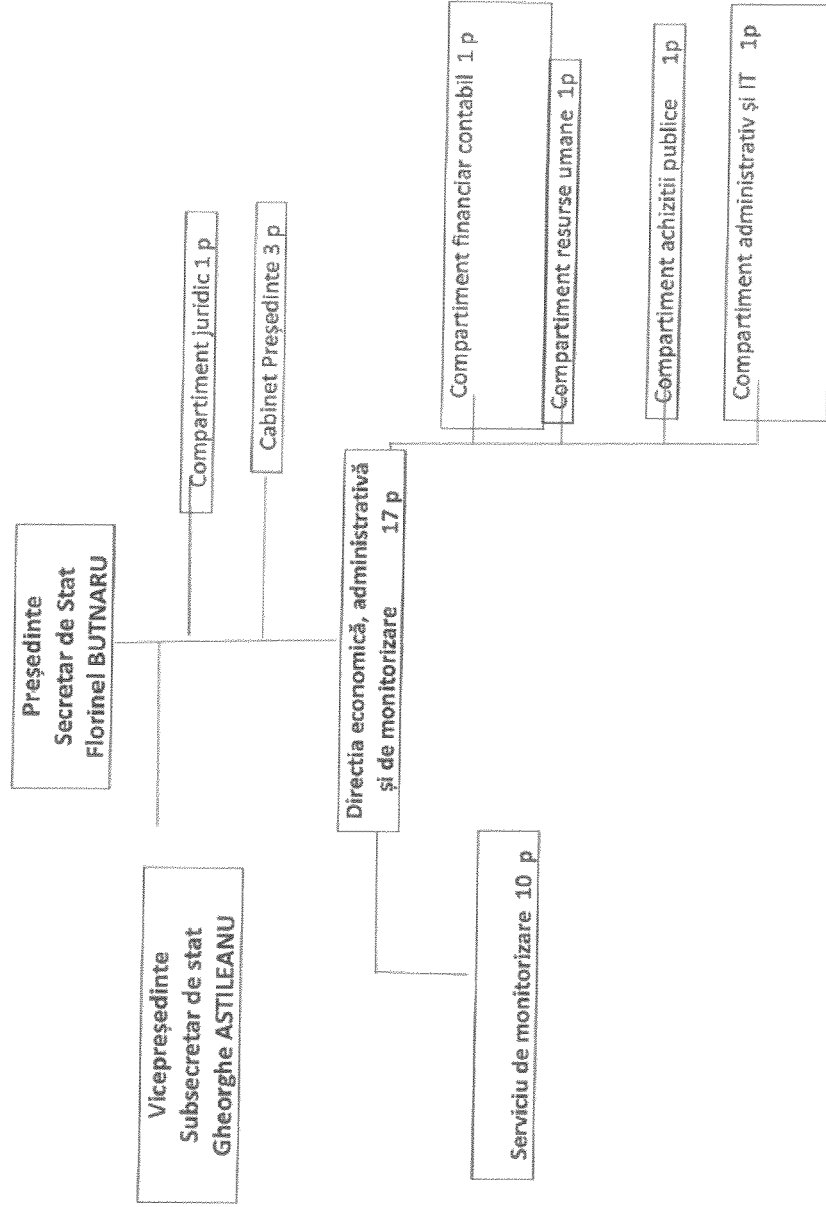 Președinte
Secretar de Stat
Florinel BUTNARU
Vicepreședinte
Subsecretar de stat
Gheorghe ASTILEANU
Compartiment juridic 1 p
Cabinet Președinte 3 p
Directia economică, administrativă
și de monitorizare 17 p
Serviciu de monitorizare 10 p
Compartiment financiar contabil 1 p
Compartiment resurse umane 1p
Compartiment achizitii publice 1p
Compartiment administrativ și IT 1p